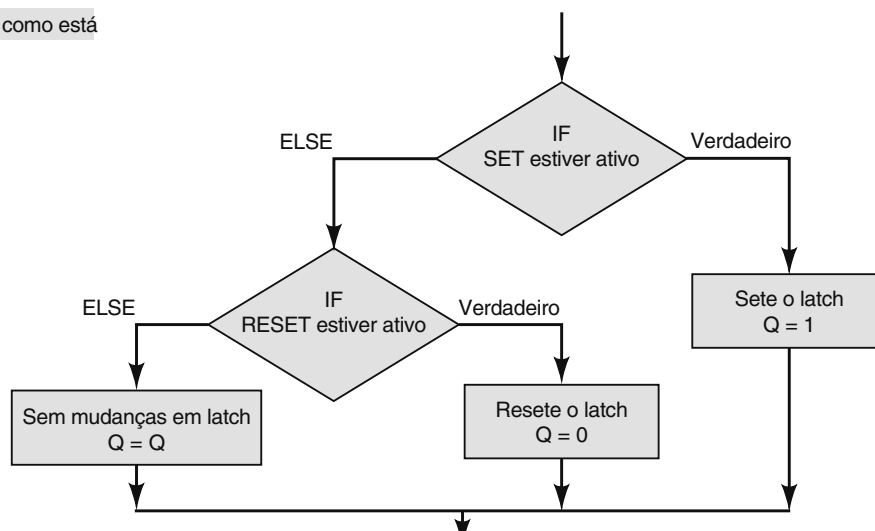 como está
IF
SET estiver ativo
ELSE
Verdadeiro
IF
RESET estiver ativo
ELSE
Verdadeiro
Sete o latch
Q = 1
Sem mudanças em latch
Q = Q
Resete o latch
Q = 0